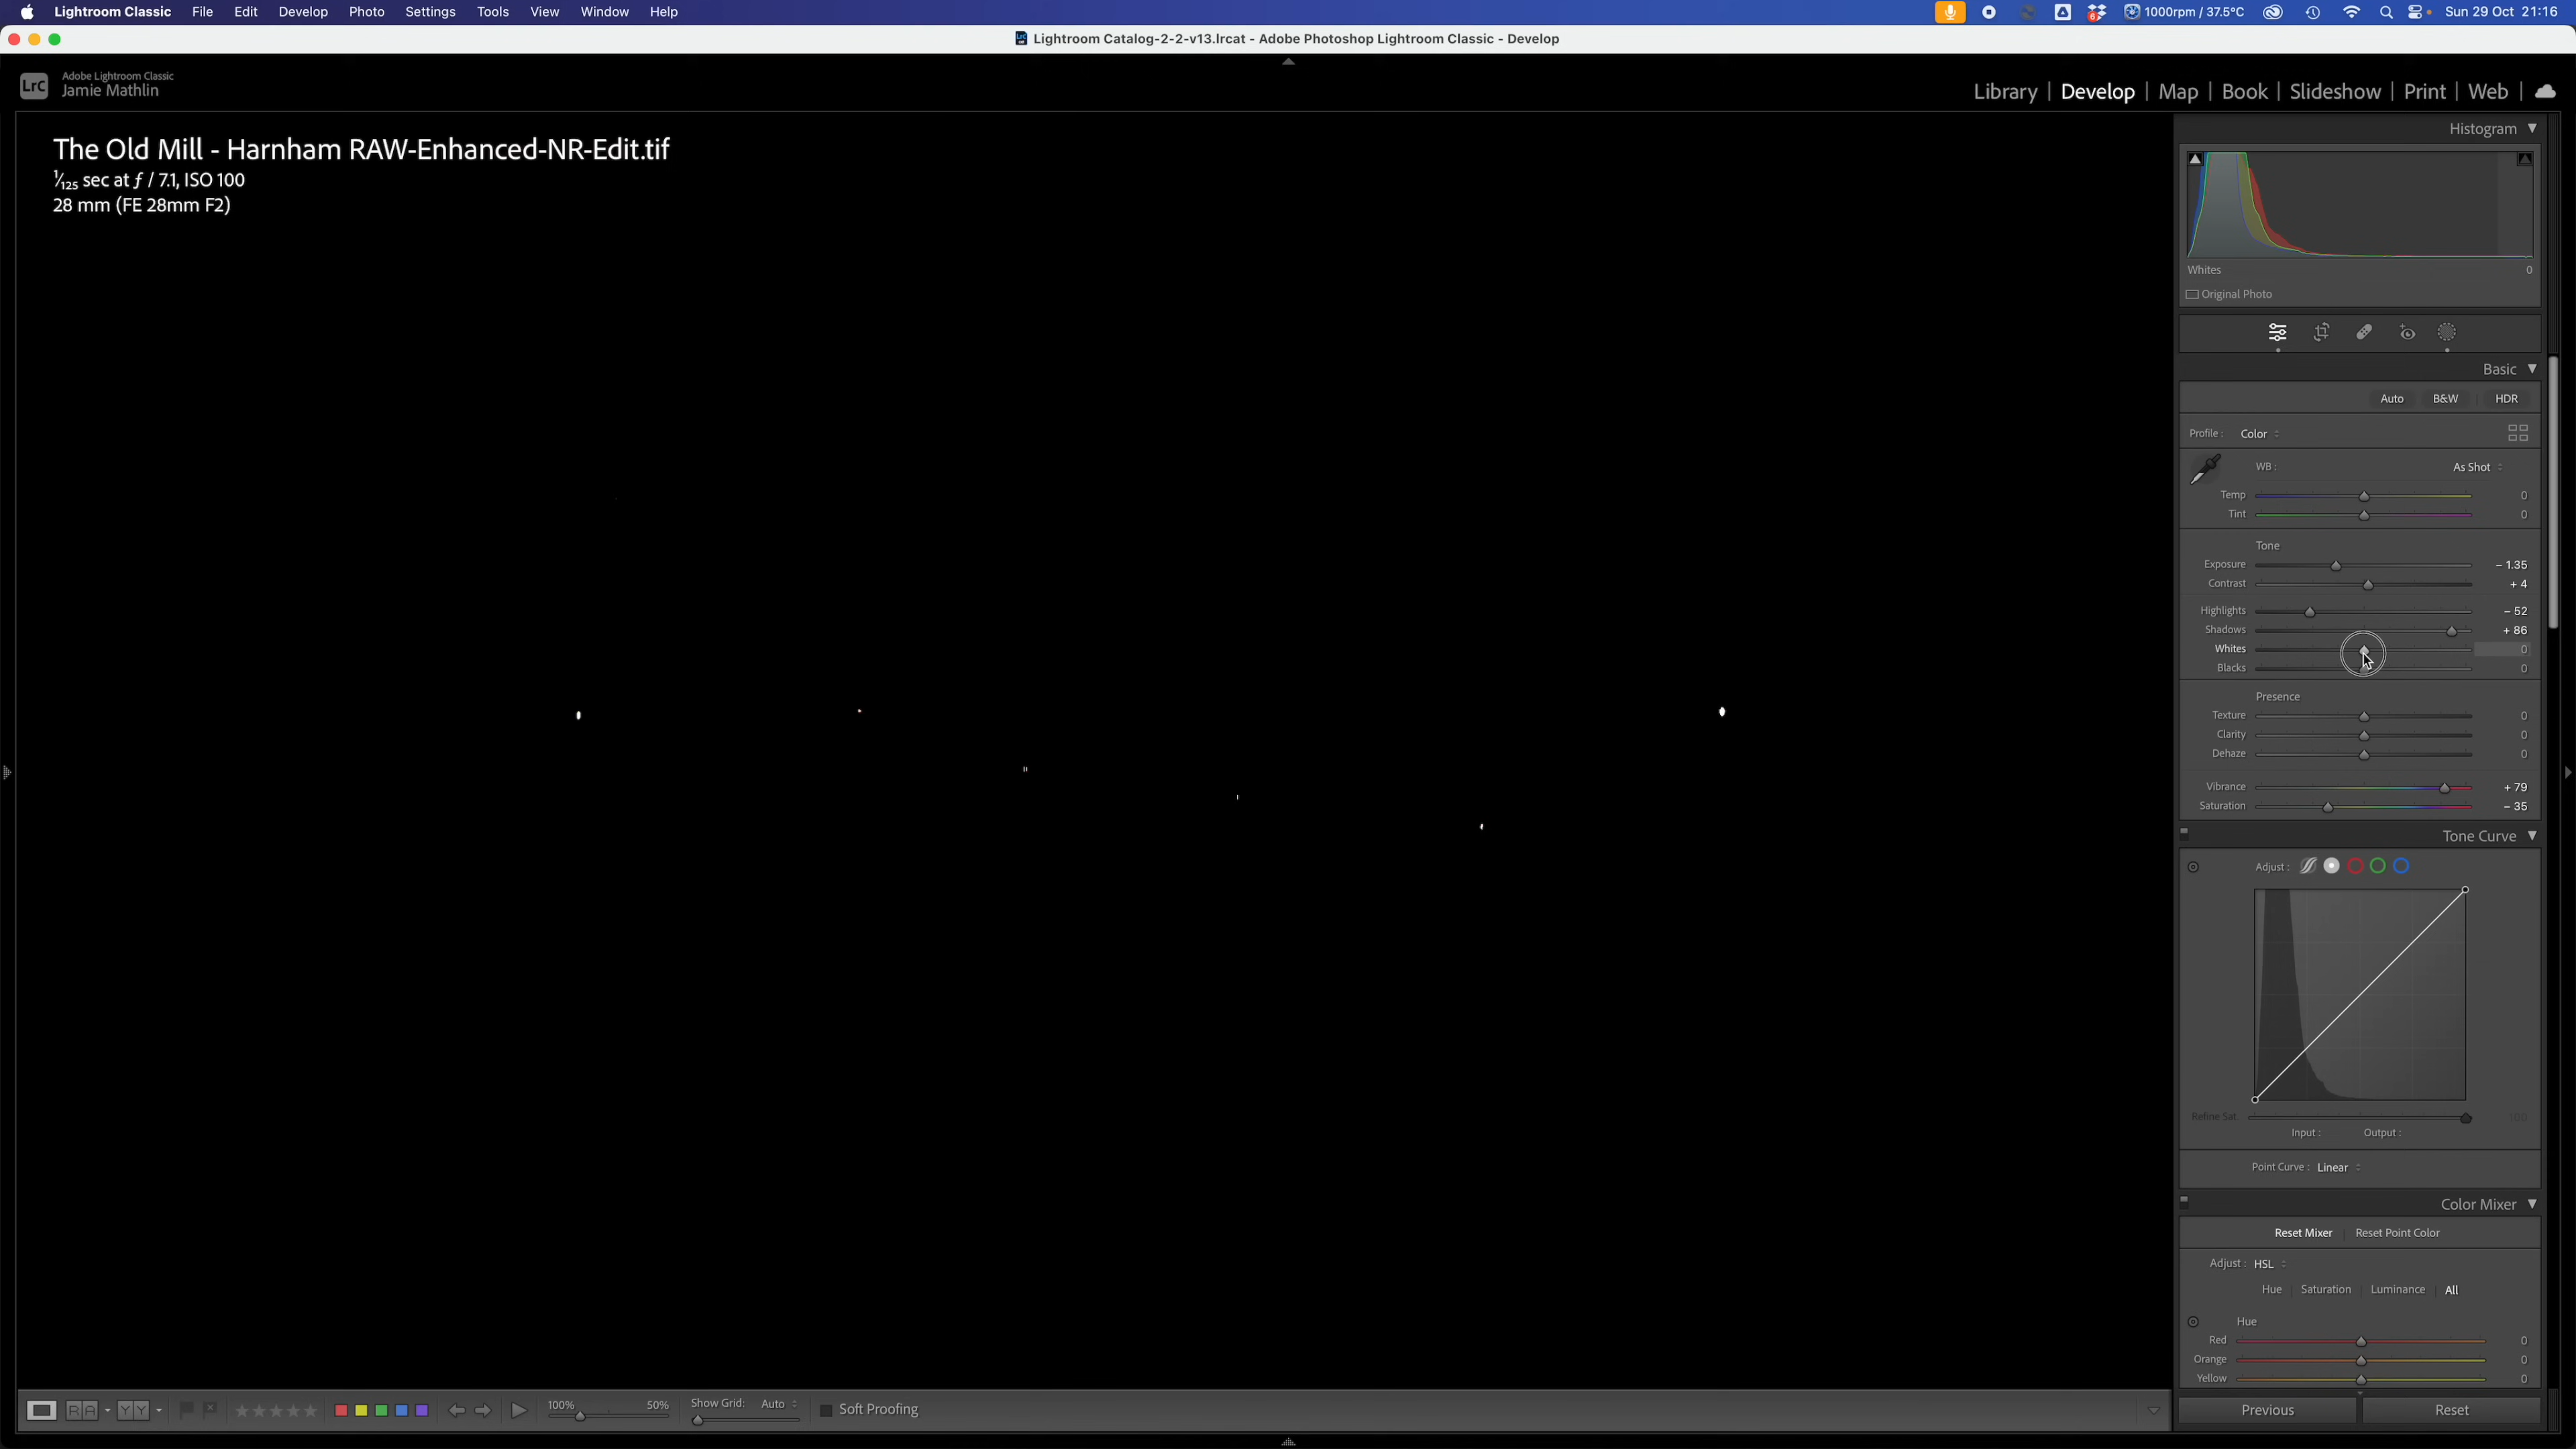 Lightroom Classic File Edit Develop Photo Settings Tools View Window Help
6 1000rpm / 37.5°C Sun 29 Oct 21:16
Lightroom Catalog-2-2-v13.lrcat - Adobe Photoshop Lightroom Classic - Develop
LrC Adobe Lightroom Classic
Jamie Mathlin
Library | Develop | Map | Book | Slideshow | Print | Web |
The Old Mill - Harnham RAW-Enhanced-NR-Edit.tif
1/125 sec at ƒ / 7.1, ISO 100
28 mm (FE 28mm F2)
Histogram
Whites 0
Original Photo
Basic
Auto B&W HDR
Profile : Color
WB : As Shot
Temp 0
Tint 0
Tone
Exposure − 1.35
Contrast + 4
Highlights − 52
Shadows + 86
Whites 0
Blacks 0
Presence
Texture 0
Clarity 0
Dehaze 0
Vibrance + 79
Saturation − 35
Tone Curve
Adjust :
Refine Sat. 100
Input : Output :
Point Curve : Linear
Color Mixer
Reset Mixer Reset Point Color
Adjust : HSL
Hue Saturation Luminance All
Hue
Red 0
Orange 0
Yellow 0
RA YY 100% 50% Show Grid: Auto Soft Proofing
Previous Reset